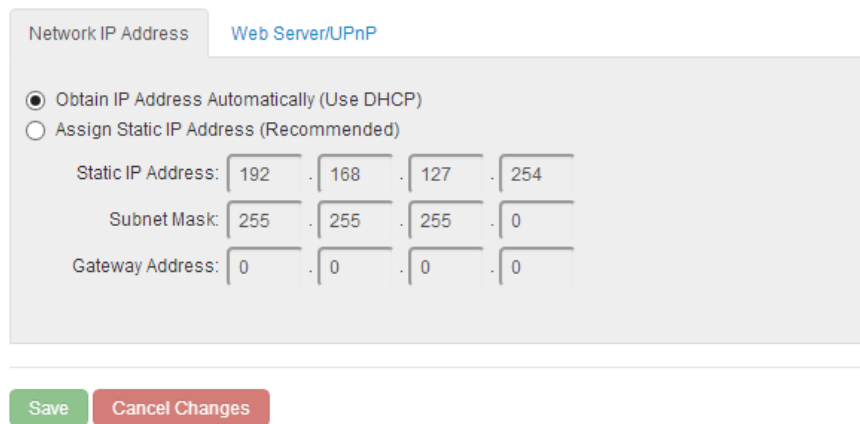 Network IP Address Web Server/UPnP
Obtain IP Address Automatically (Use DHCP)
Assign Static IP Address (Recommended)
Static IP Address: 192 . 168 . 127 . 254
Subnet Mask: 255 . 255 . 255 . 0
Gateway Address: 0 . 0 . 0 . 0
Save Cancel Changes